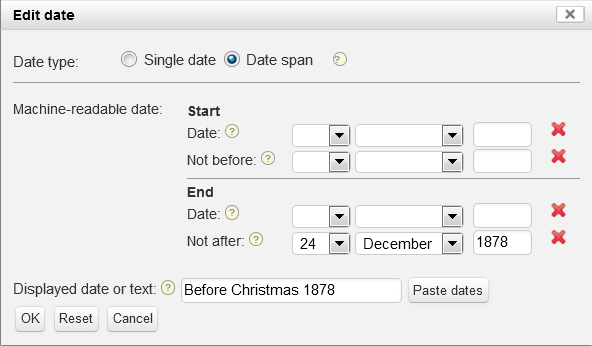 Edit date
Date type: Single date Date span ?
Machine-readable date: Start
Date: ?
Not before: ?
End
Date: ?
Not after: ? 24 December 1878
Displayed date or text: ? Before Christmas 1878 Paste dates
OK Reset Cancel